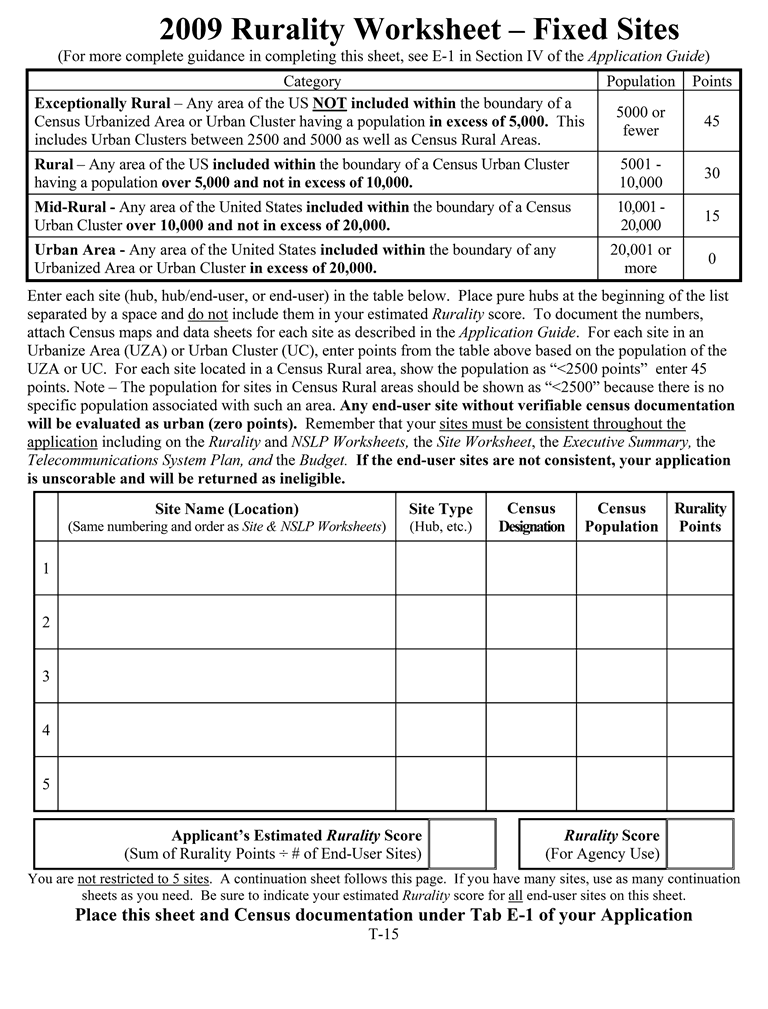 2009 Rurality Worksheet – Fixed Sites
(For more complete guidance in completing this sheet, see E-1 in Section IV of the Application Guide)
Category Population Points
Exceptionally Rural – Any area of the US NOT included within the boundary of a
Census Urbanized Area or Urban Cluster having a population in excess of 5,000. This
includes Urban Clusters between 2500 and 5000 as well as Census Rural Areas.
5000 or
fewer
45
Rural – Any area of the US included within the boundary of a Census Urban Cluster
having a population over 5,000 and not in excess of 10,000.
5001 -
10,000
30
Mid-Rural - Any area of the United States included within the boundary of a Census
Urban Cluster over 10,000 and not in excess of 20,000.
10,001 -
20,000
15
Urban Area - Any area of the United States included within the boundary of any
Urbanized Area or Urban Cluster in excess of 20,000.
20,001 or
more
0
Enter each site (hub, hub/end-user, or end-user) in the table below. Place pure hubs at the beginning of the list
separated by a space and do not include them in your estimated Rurality score. To document the numbers,
attach Census maps and data sheets for each site as described in the Application Guide. For each site in an
Urbanize Area (UZA) or Urban Cluster (UC), enter points from the table above based on the population of the
UZA or UC. For each site located in a Census Rural area, show the population as “<2500 points” enter 45
points. Note – The population for sites in Census Rural areas should be shown as “<2500” because there is no
specific population associated with such an area. Any end-user site without verifiable census documentation
will be evaluated as urban (zero points). Remember that your sites must be consistent throughout the
application including on the Rurality and NSLP Worksheets, the Site Worksheet, the Executive Summary, the
Telecommunications System Plan, and the Budget. If the end-user sites are not consistent, your application
is unscorable and will be returned as ineligible.
Site Name (Location)
(Same numbering and order as Site & NSLP Worksheets)
Site Type
(Hub, etc.)
Census
Designation
Census
Population
Rurality
Points
1
2
3
4
5
Applicant’s Estimated Rurality Score
(Sum of Rurality Points ÷ # of End-User Sites)
Rurality Score
(For Agency Use)
You are not restricted to 5 sites. A continuation sheet follows this page. If you have many sites, use as many continuation
sheets as you need. Be sure to indicate your estimated Rurality score for all end-user sites on this sheet.
Place this sheet and Census documentation under Tab E-1 of your Application
T-15